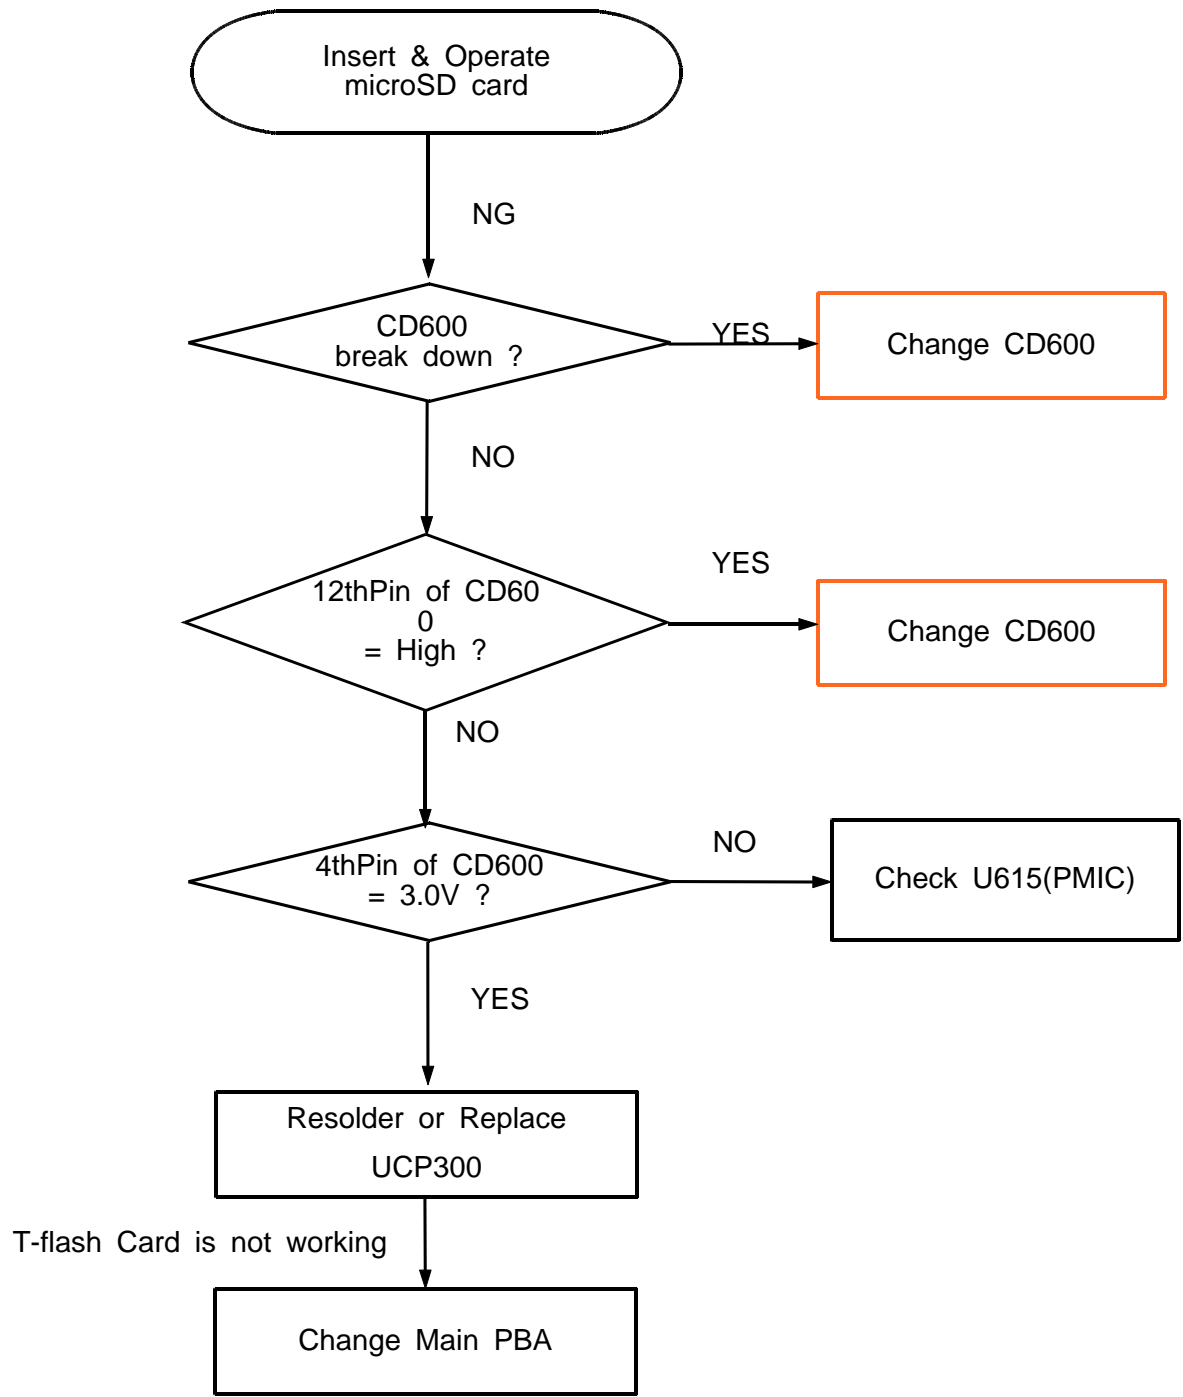 Insert & Operate
microSD card
NG
CD600
break down ?
YES
Change CD600
NO
12thPin of CD60
0
= High ?
YES
Change CD600
NO
4thPin of CD600
= 3.0V ?
NO
Check U615(PMIC)
YES
Resolder or Replace
UCP300
T-flash Card is not working
Change Main PBA